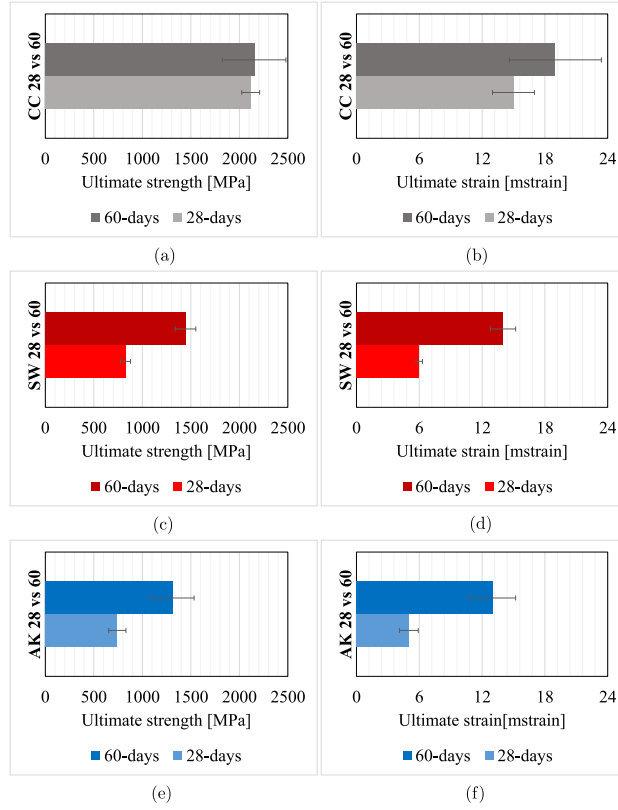 CC 28 vs 60
0 500 1000 1500 2000 2500
Ultimate strength [MPa]
60-days 28-days
(a)
CC 28 vs 60
0 6 12 18 24
Ultimate strain [mstrain]
60-days 28-days
(b)
SW 28 vs 60
0 500 1000 1500 2000 2500
Ultimate strength [MPa]
60-days 28-days
(c)
SW 28 vs 60
0 6 12 18 24
Ultimate strain [mstrain]
60-days 28-days
(d)
AK 28 vs 60
0 500 1000 1500 2000 2500
Ultimate strength [MPa]
60-days 28-days
(e)
AK 28 vs 60
0 6 12 18 24
Ultimate strain[mstrain]
60-days 28-days
(f)